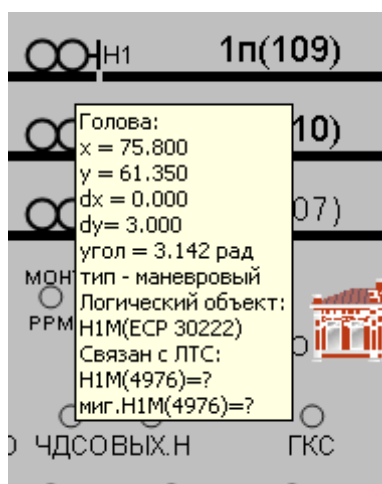 Н1
1п(109)
10)
07)
Голова:
x = 75.800
y = 61.350
dx = 0.000
dy= 3.000
угол = 3.142 рад
тип - маневровый
Логический объект:
Н1М(ЕСР 30222)
Связан с ЛТС:
Н1М(4976)=?
миг.Н1М(4976)=?
МОН
РРМ
О
О ЧДСОВЫХ.Н
ГКС